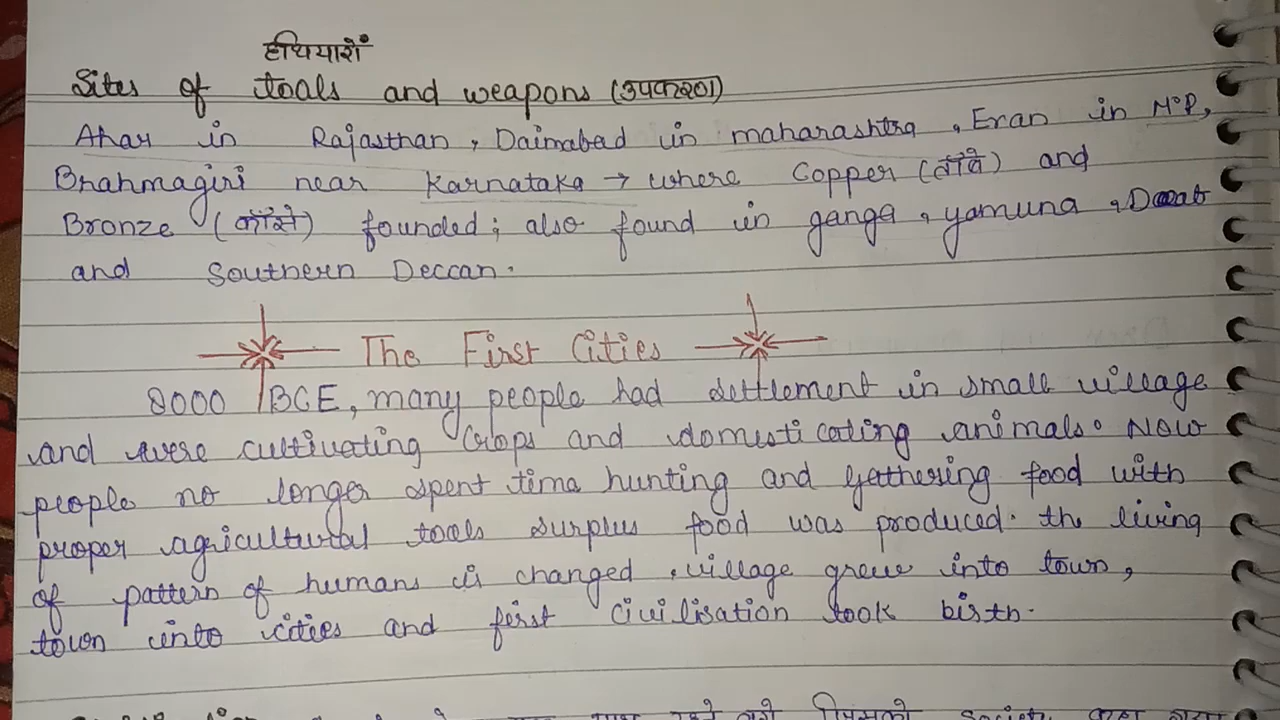 हथियारों
Sites of toals and weapons (उपकरण)
Ahar in Rajasthan, Daimabad in maharashtra, Eran in M.P,
Brahmagiri near Karnataka → where Copper (ताँबे) and
Bronze (काँसे) founded; also found in ganga, yamuna, Doab
and Southern Deccan.
The First Cities
8000 BCE, many people had settlement in small village
and were cultivating Crops and domesticating animals. Now
people no longer spent time hunting and gethering food with
proper agricultural tools surplus food was produced. the living
of pattern of humans is changed, village grew into town,
town into cities and first civilisation took birth.
society